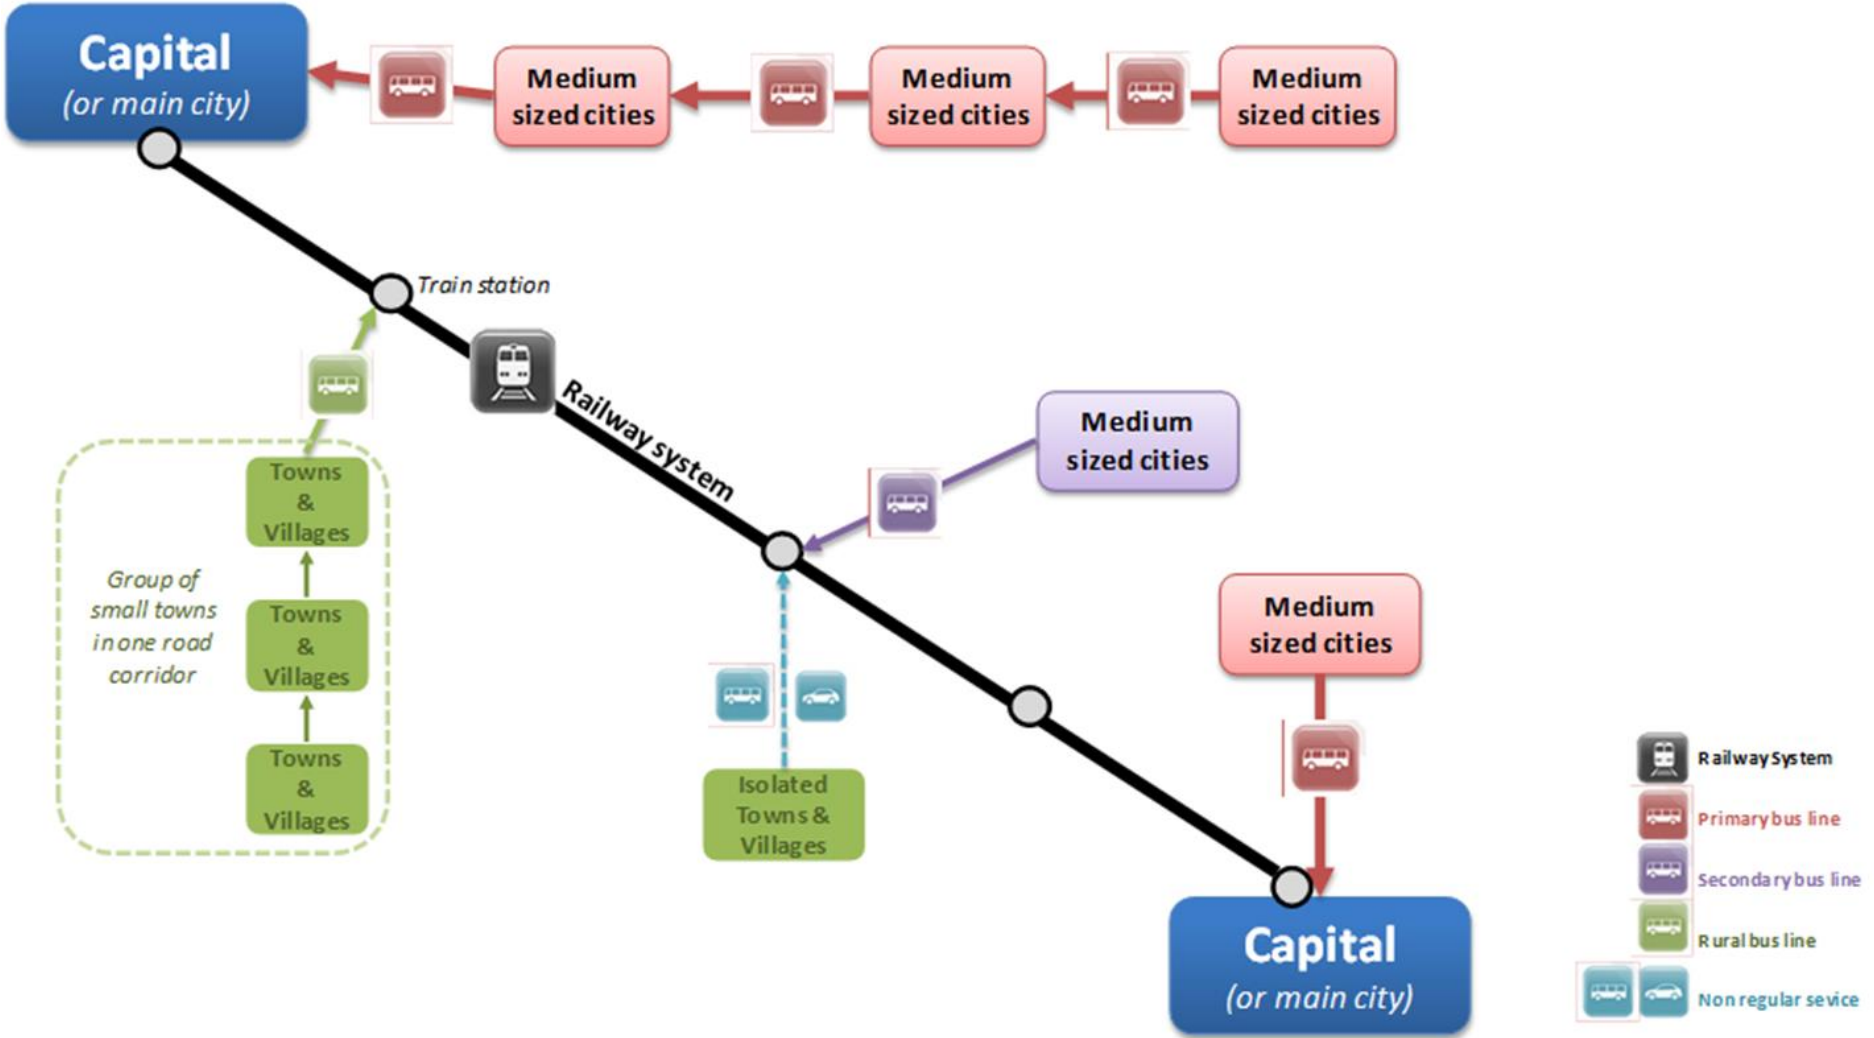 Capital
(or main city)
Medium
sized cities
Medium
sized cities
Medium
sized cities
Train station
Railway system
Medium
sized cities
Towns
&
Villages
Group of
small towns
in one road
corridor
Towns
&
Villages
Towns
&
Villages
Isolated
Towns &
Villages
Medium
sized cities
Capital
(or main city)
Railway System
Primary bus line
Secondary bus line
Rural bus line
Non regular sevice